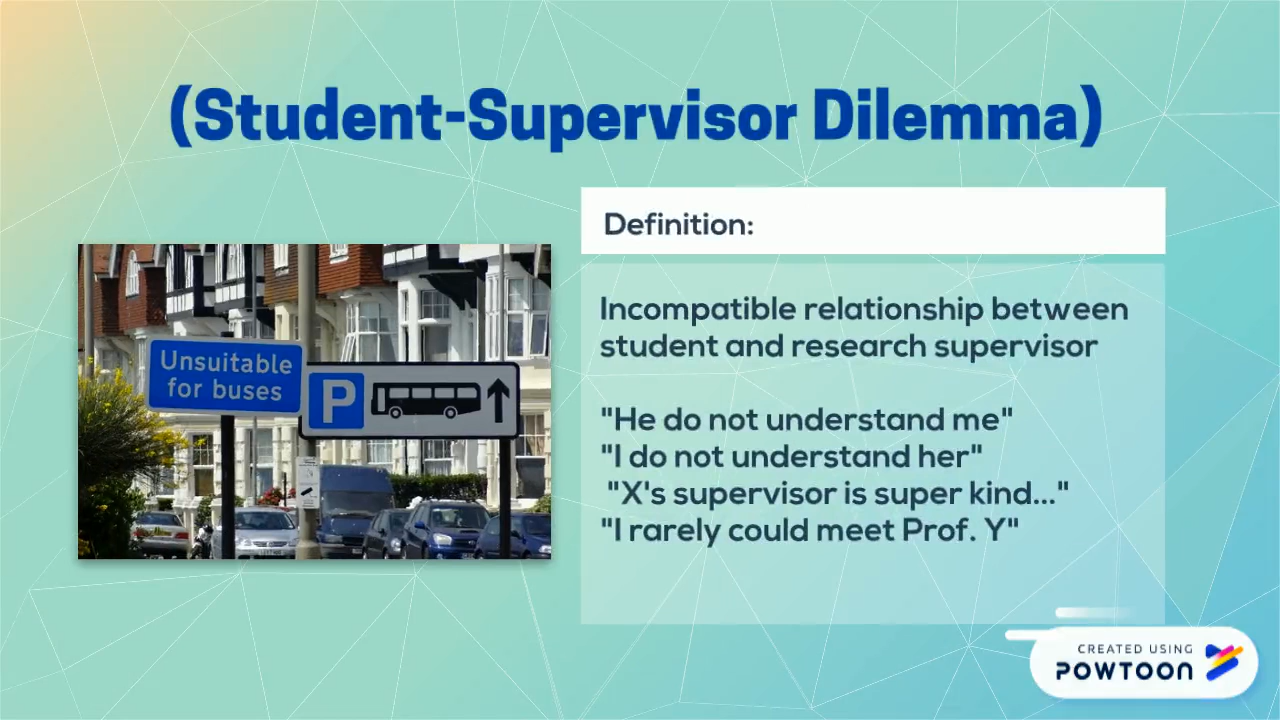 (Student-Supervisor Dilemma)
Unsuitable
for buses
P
Definition:
Incompatible relationship between
student and research supervisor
"He do not understand me"
"I do not understand her"
"X's supervisor is super kind..."
"I rarely could meet Prof. Y"
CREATED USING
POWTOON